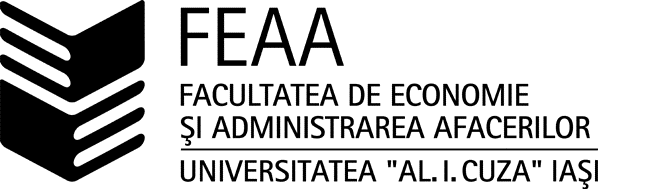 FEAA
FACULTATEA DE ECONOMIE
ŞI ADMINISTRAREA AFACERILOR
UNIVERSITATEA "AL. I. CUZA" IAŞI